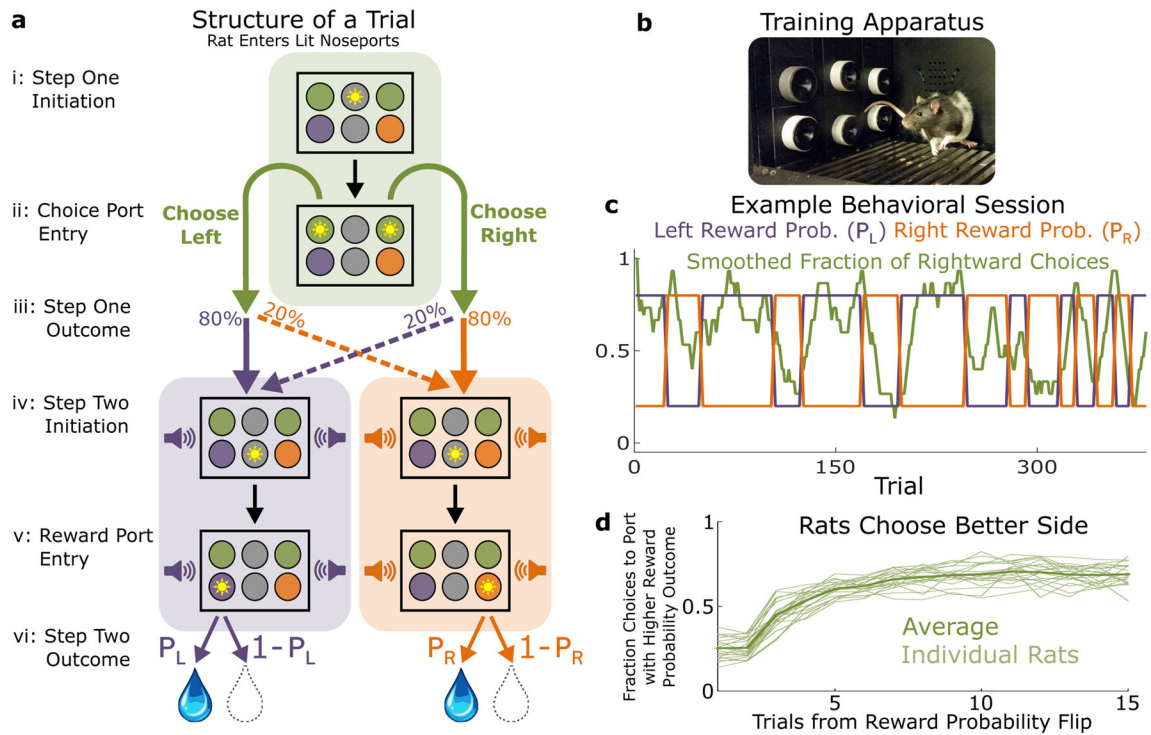 a
Structure of a Trial
Rat Enters Lit Noseports
i: Step One
Initiation
ii: Choice Port
Entry
Choose
Left
Choose
Right
iii: Step One
Outcome
80%
20%
20%
80%
iv: Step Two
Initiation
v: Reward Port
Entry
vi: Step Two
Outcome
P_L
1-P_L
P_R
1-P_R
b
Training Apparatus
c
Example Behavioral Session
Left Reward Prob. (P_L) Right Reward Prob. (P_R)
Smoothed Fraction of Rightward Choices
1
0.5
0
0
150
300
Trial
d
Rats Choose Better Side
Fraction Choices to Port
with Higher Reward
Probability Outcome
1
0.5
0
Average
Individual Rats
5
10
15
Trials from Reward Probability Flip